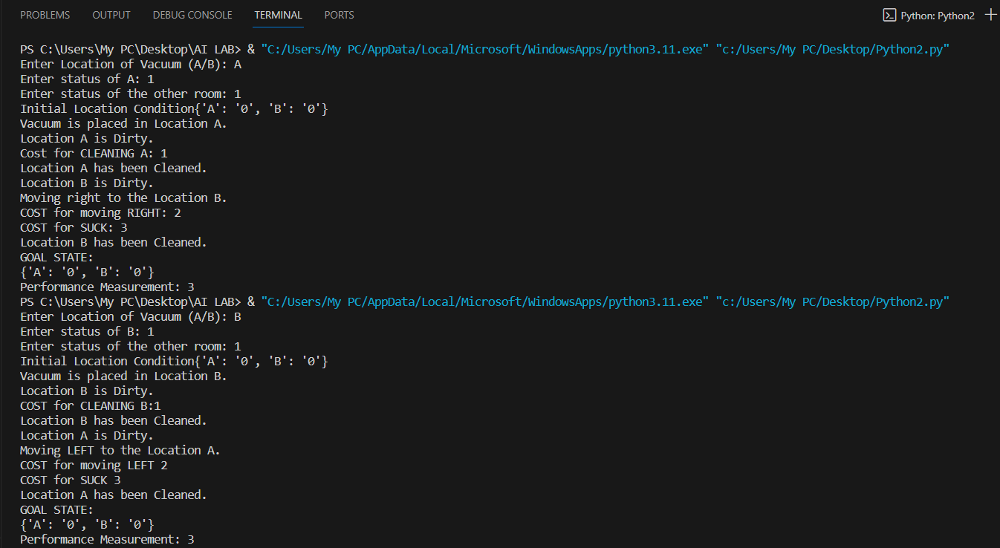 PROBLEMS OUTPUT DEBUG CONSOLE TERMINAL PORTS Python: Python2
PS C:\Users\My PC\Desktop\AI LAB> & "C:/Users/My PC/AppData/Local/Microsoft/WindowsApps/python3.11.exe" "c:/Users/My PC/Desktop/Python2.py"
Enter Location of Vacuum (A/B): A
Enter status of A: 1
Enter status of the other room: 1
Initial Location Condition{'A': '0', 'B': '0'}
Vacuum is placed in Location A.
Location A is Dirty.
Cost for CLEANING A: 1
Location A has been Cleaned.
Location B is Dirty.
Moving right to the Location B.
COST for moving RIGHT: 2
COST for SUCK: 3
Location B has been Cleaned.
GOAL STATE:
{'A': '0', 'B': '0'}
Performance Measurement: 3
PS C:\Users\My PC\Desktop\AI LAB> & "C:/Users/My PC/AppData/Local/Microsoft/WindowsApps/python3.11.exe" "c:/Users/My PC/Desktop/Python2.py"
Enter Location of Vacuum (A/B): B
Enter status of B: 1
Enter status of the other room: 1
Initial Location Condition{'A': '0', 'B': '0'}
Vacuum is placed in Location B.
Location B is Dirty.
COST for CLEANING B:1
Location B has been Cleaned.
Location A is Dirty.
Moving LEFT to the Location A.
COST for moving LEFT 2
COST for SUCK 3
Location A has been Cleaned.
GOAL STATE:
{'A': '0', 'B': '0'}
Performance Measurement: 3